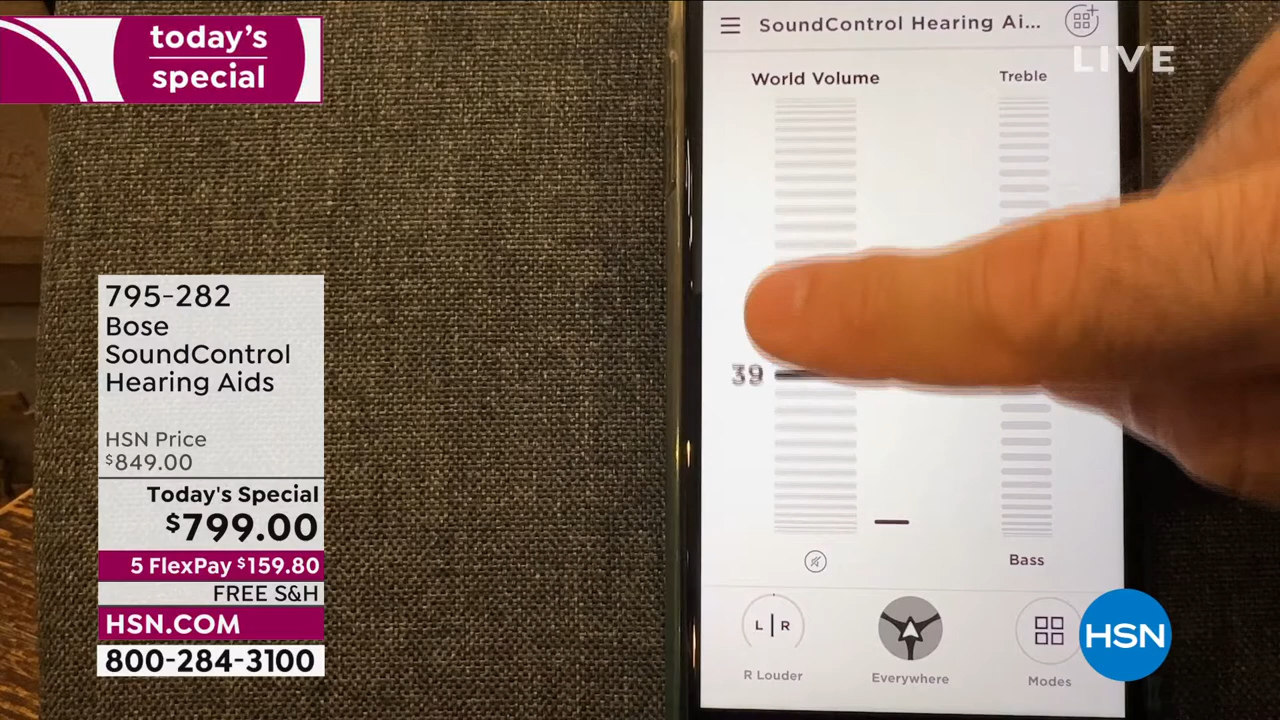 today's
special
795-282
Bose
SoundControl
Hearing Aids
HSN Price
$849.00
Today's Special
$799.00
5 FlexPay $159.80
FREE S&H
HSN.COM
800-284-3100
SoundControl Hearing Ai...
LIVE
World Volume
Treble
39
Bass
L | R
R Louder
Everywhere
Modes
HSN